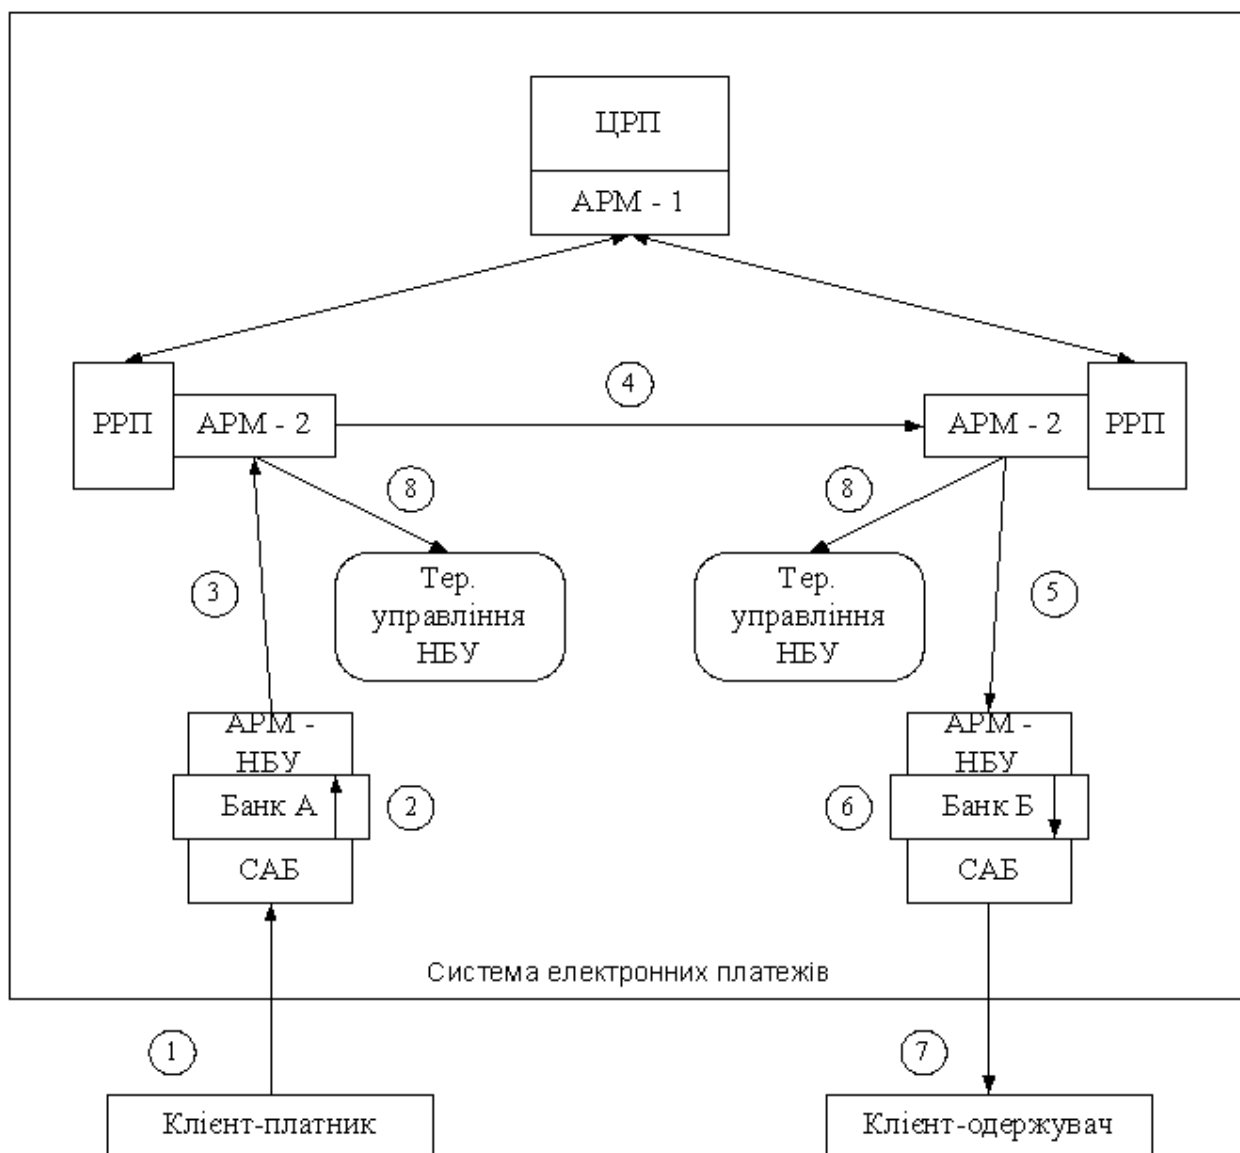 ЦРП
АРМ - 1
4
РРП
АРМ - 2
АРМ - 2
РРП
8
8
3
Тер.
управління
НБУ
Тер.
управління
НБУ
5
АРМ -
НБУ
Банк А
САБ
2
6
АРМ -
НБУ
Банк Б
САБ
Система електронних платежів
1
7
Клієнт-платник
Клієнт-одержувач